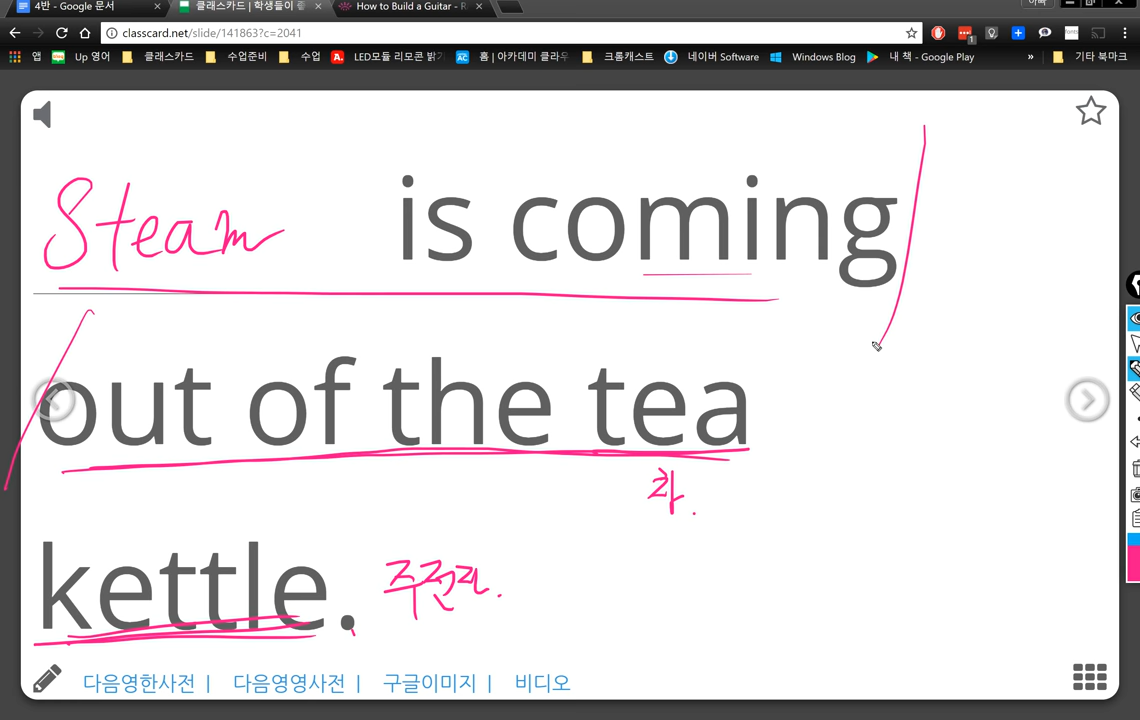 4반 - Google 문서
클래스카드 | 학생들이 좋
How to Build a Guitar - R
아빠
classcard.net/slide/141863?c=2041
fonts
1
앱 Up 영어 클래스카드 수업준비 수업 A. LED모듈 리모콘 밝기 AC 홈 | 아카데미 클라우 크롬캐스트 네이버 Software Windows Blog 내 책 - Google Play » 기타 북마크
Steam is coming
out of the tea
차.
kettle. 주전자.
다음영한사전 | 다음영영사전 | 구글이미지 | 비디오